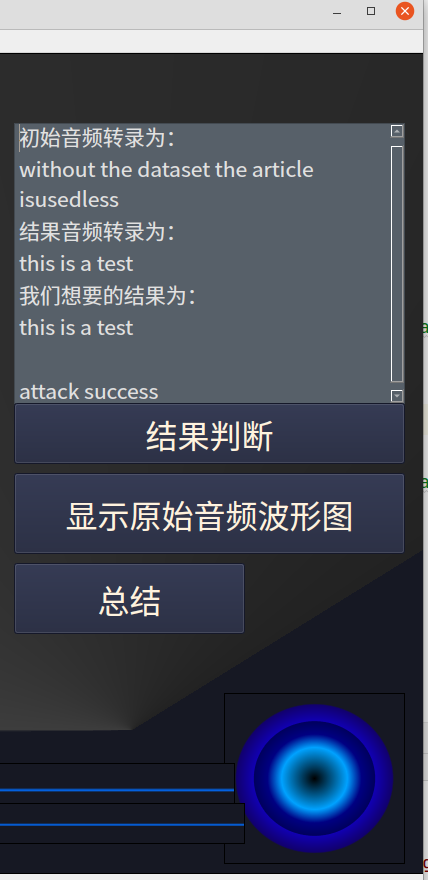 初始音频转录为：
without the dataset the article
isusedless
结果音频转录为：
this is a test
我们想要的结果为：
this is a test
attack success
结果判断
显示原始音频波形图
总结